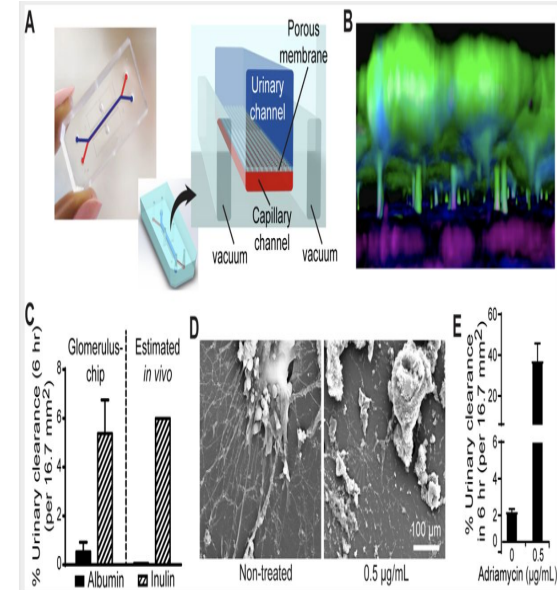 A
Porous
membrane
Urinary
channel
Capillary
channel
vacuum
vacuum
B
C
% Urinary clearance (6 hr)
(per 16.7 mm²)
Glomerulus-
chip
Estimated
in vivo
8
6
4
2
0
Albumin
Inulin
D
100 µm
Non-treated
0.5 µg/mL
E
% Urinary clearance
in 6 hr (per 16.7 mm²)
60
40
20
6
4
2
0
0
0.5
Adriamycin (µg/mL)